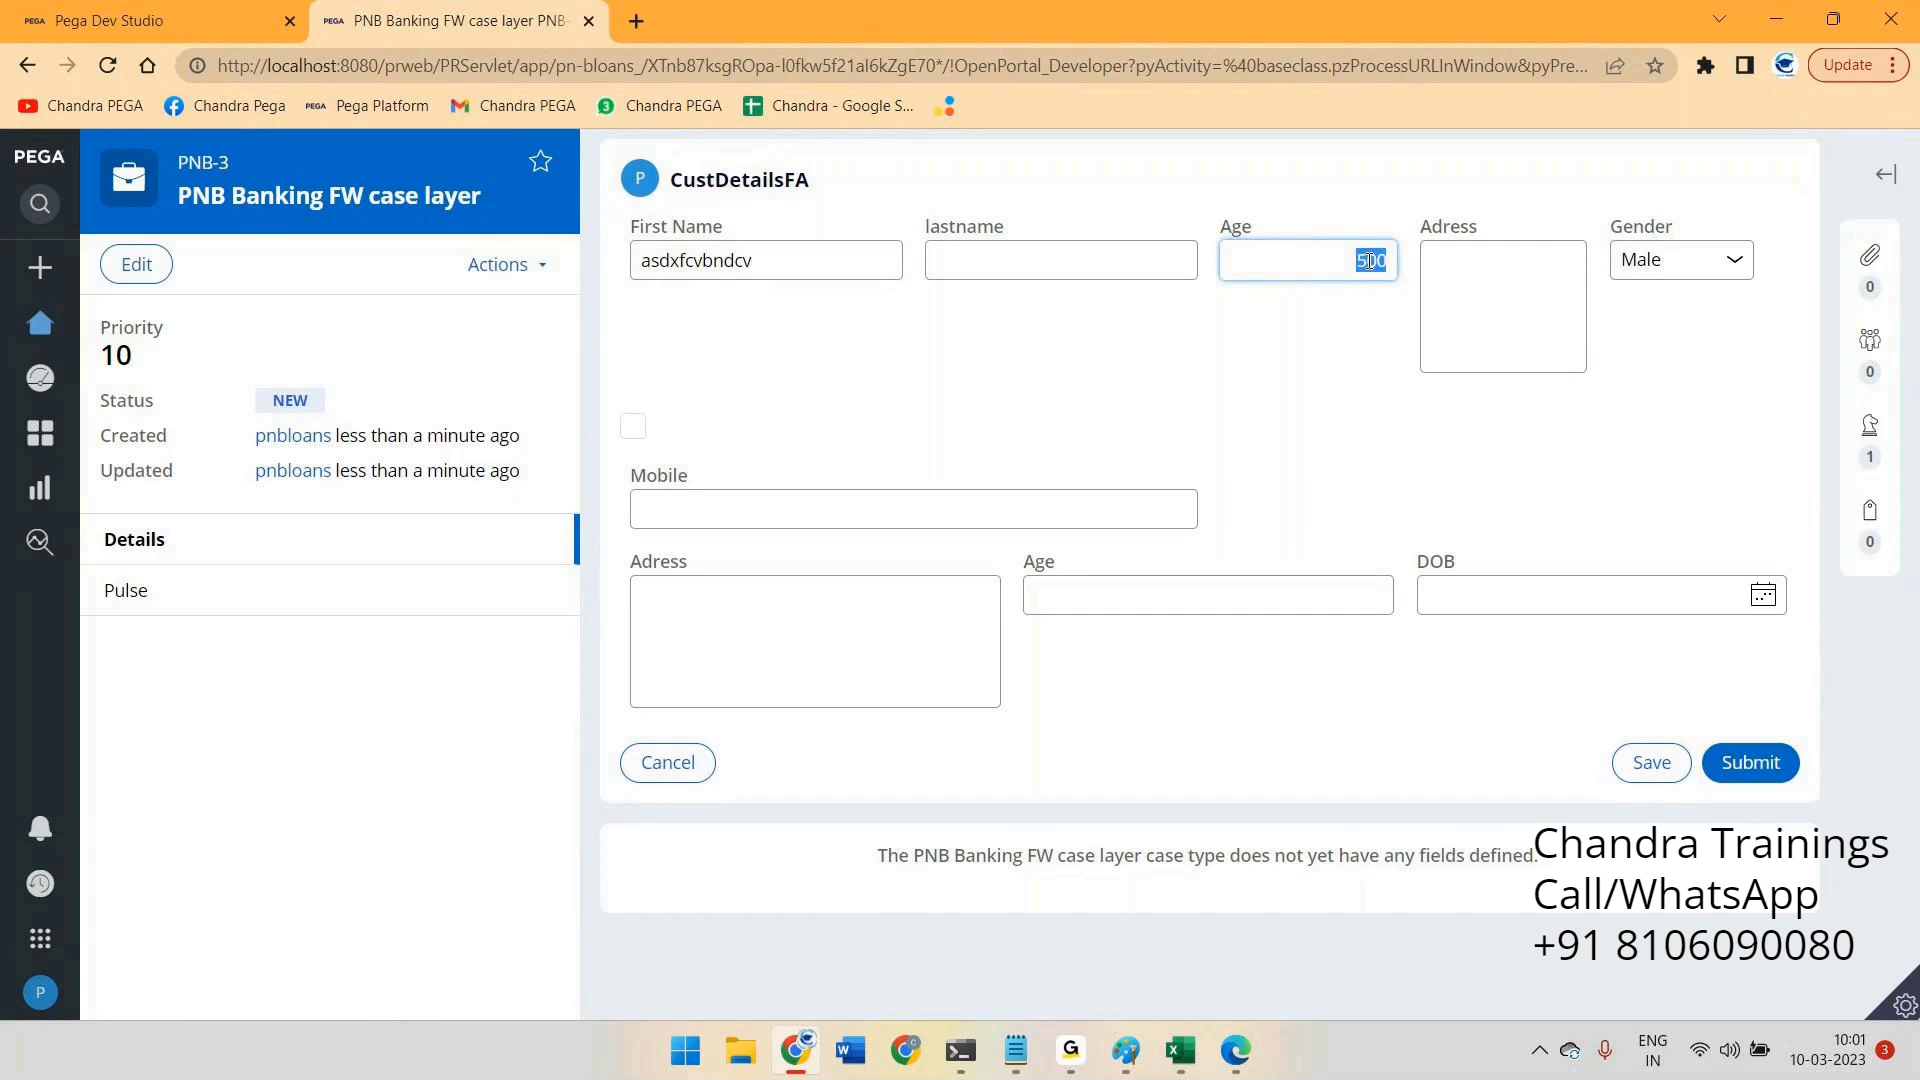 PEGA Pega Dev Studio
PEGA PNB Banking FW case layer PNB-
http://localhost:8080/prweb/PRServlet/app/pn-bloans_/XTnb87ksgROpa-l0fkw5f21aI6kZgE70*/!OpenPortal_Developer?pyActivity=%40baseclass.pzProcessURLInWindow&pyPre...
Update
Chandra PEGA
Chandra Pega
PEGA Pega Platform
Chandra PEGA
3 Chandra PEGA
Chandra - Google S...
PEGA
PNB-3
PNB Banking FW case layer
Edit
Actions
Priority
10
Status NEW
Created pnbloans less than a minute ago
Updated pnbloans less than a minute ago
Details
Pulse
P
P CustDetailsFA
First Name lastname Age Adress Gender
asdxfcvbndcv 500 Male
Mobile
Adress Age DOB
Cancel Save Submit
The PNB Banking FW case layer case type does not yet have any fields defined.
0
0
1
0
Chandra Trainings
Call/WhatsApp
+91 8106090080
W
G
X
ENG
IN
10:01
10-03-2023
3